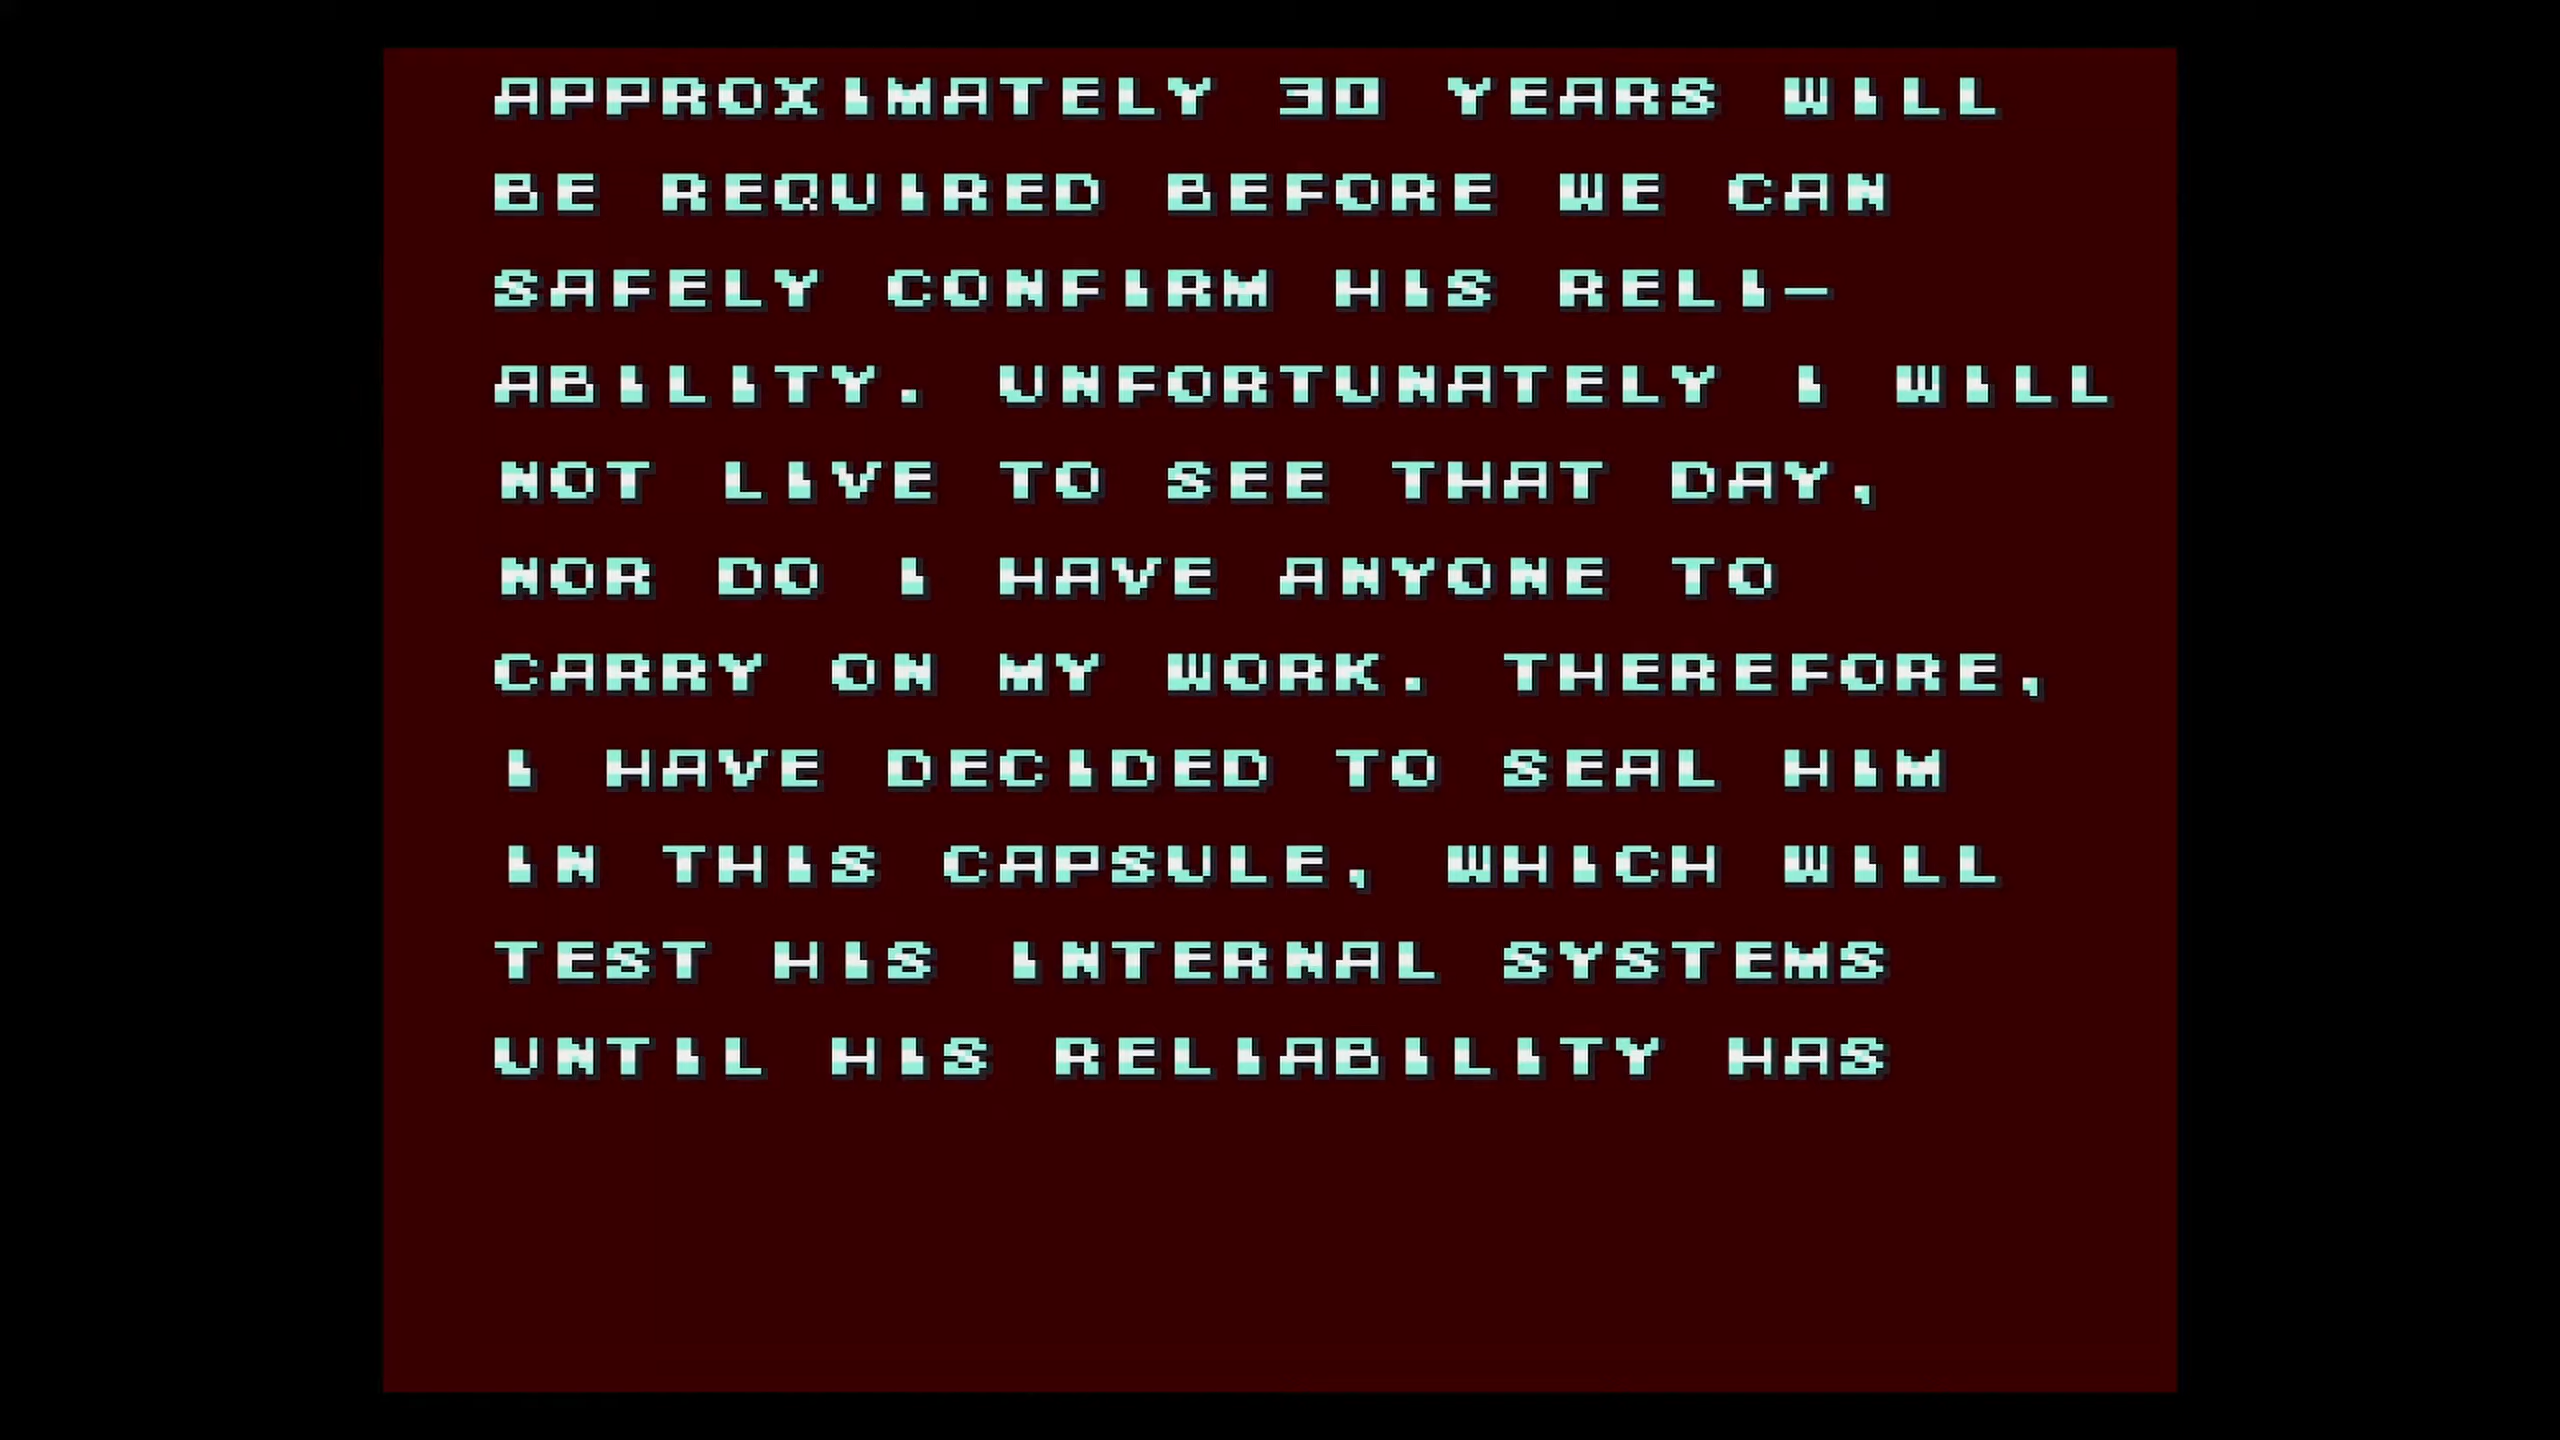 APPROXIMATELY 30 YEARS WILL
BE REQUIRED BEFORE WE CAN
SAFELY CONFIRM HIS RELI-
ABILITY. UNFORTUNATELY I WILL
NOT LIVE TO SEE THAT DAY,
NOR DO I HAVE ANYONE TO
CARRY ON MY WORK. THEREFORE,
I HAVE DECIDED TO SEAL HIM
IN THIS CAPSULE, WHICH WILL
TEST HIS INTERNAL SYSTEMS
UNTIL HIS RELIABILITY HAS